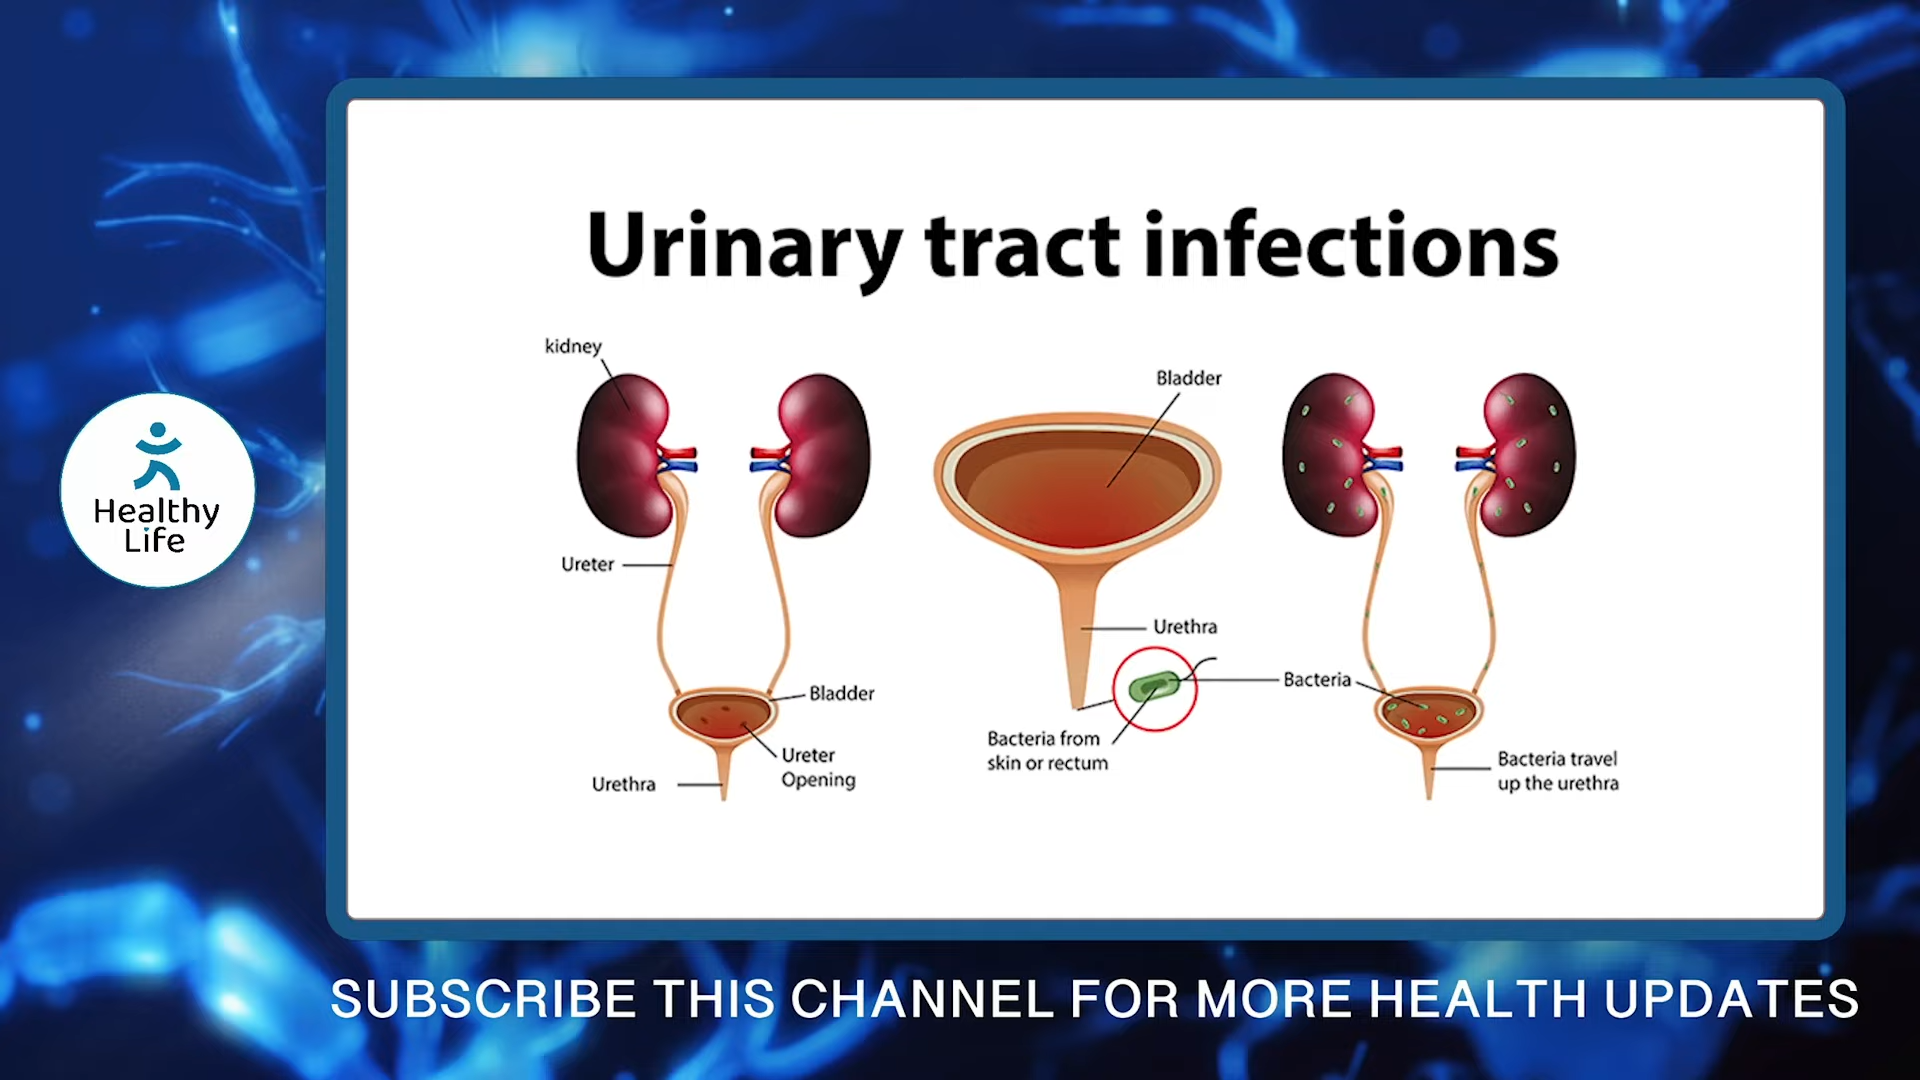 Urinary tract infections
kidney
Bladder
Ureter
Urethra
Bladder
Bacteria
Ureter
Opening
Urethra
Bacteria from
skin or rectum
Bacteria travel
up the urethra
Healthy
Life
SUBSCRIBE THIS CHANNEL FOR MORE HEALTH UPDATES